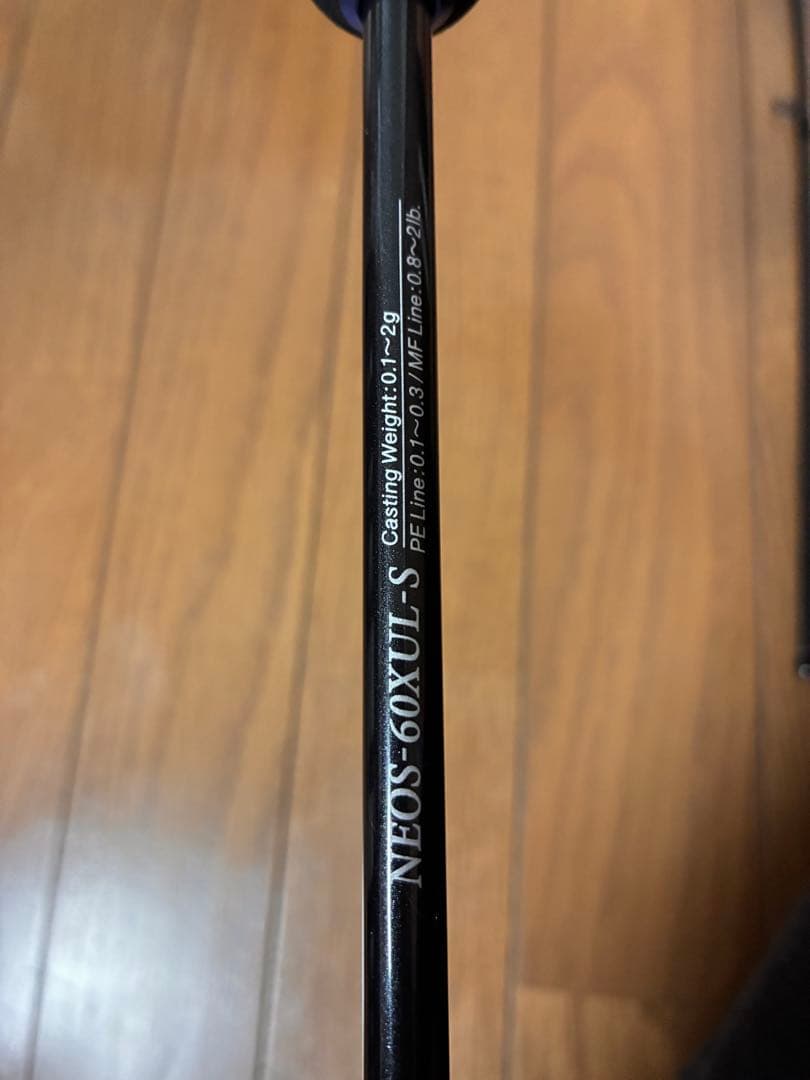 NEOS-60XUL-S
Casting Weight:0.1〜2g
PE Line:0.1〜0.3 / MF Line:0.8〜2lb.